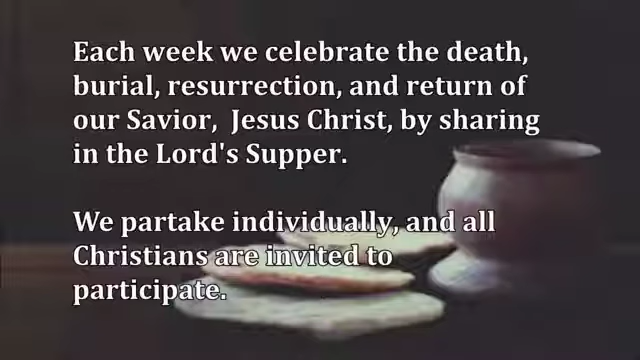 Each week we celebrate the death,
burial, resurrection, and return of
our Savior,  Jesus Christ, by sharing
in the Lord's Supper.
We partake individually, and all
Christians are invited to
participate.